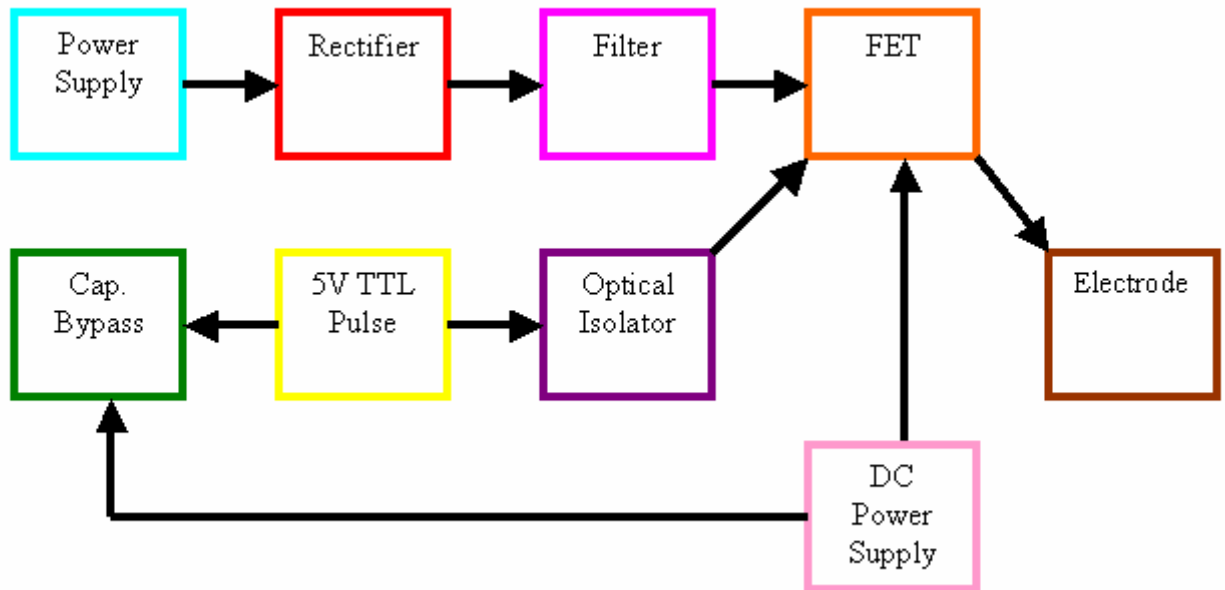 Power
Supply
Rectifier
Filter
FET
Cap.
Bypass
5V TTL
Pulse
Optical
Isolator
Electrode
DC
Power
Supply